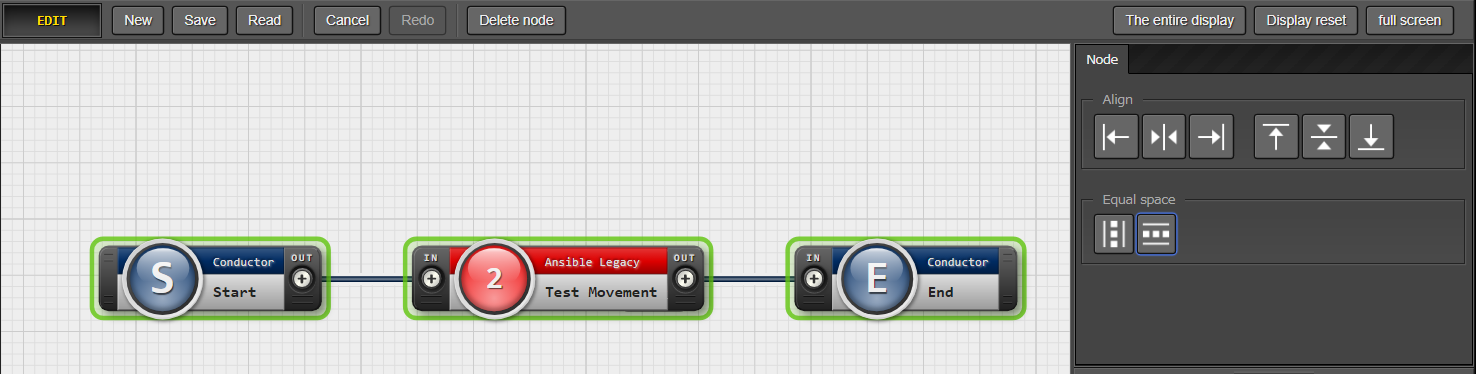 EDIT New Save Read Cancel Redo Delete node The entire display Display reset full screen
Node
Align
Equal space
S Conductor OUT
Start
IN 2 Ansible Legacy OUT
Test Movement
IN E Conductor
End